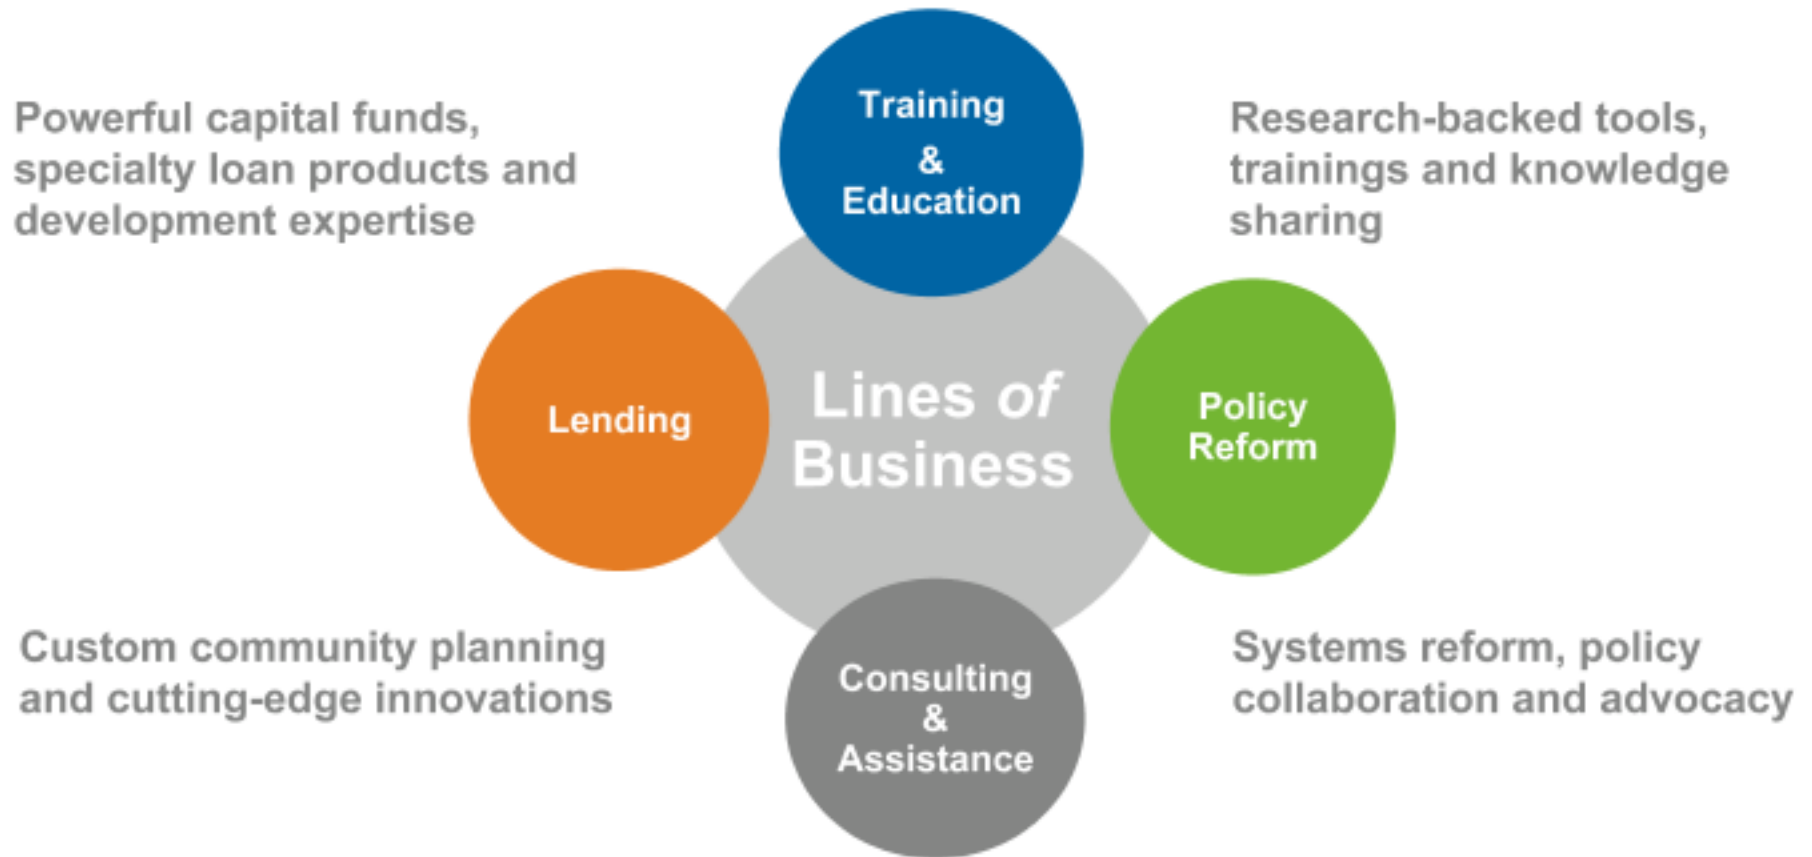 Powerful capital funds,
specialty loan products and
development expertise
Training
&
Education
Research-backed tools,
trainings and knowledge
sharing
Lending
Lines of
Business
Policy
Reform
Custom community planning
and cutting-edge innovations
Consulting
&
Assistance
Systems reform, policy
collaboration and advocacy